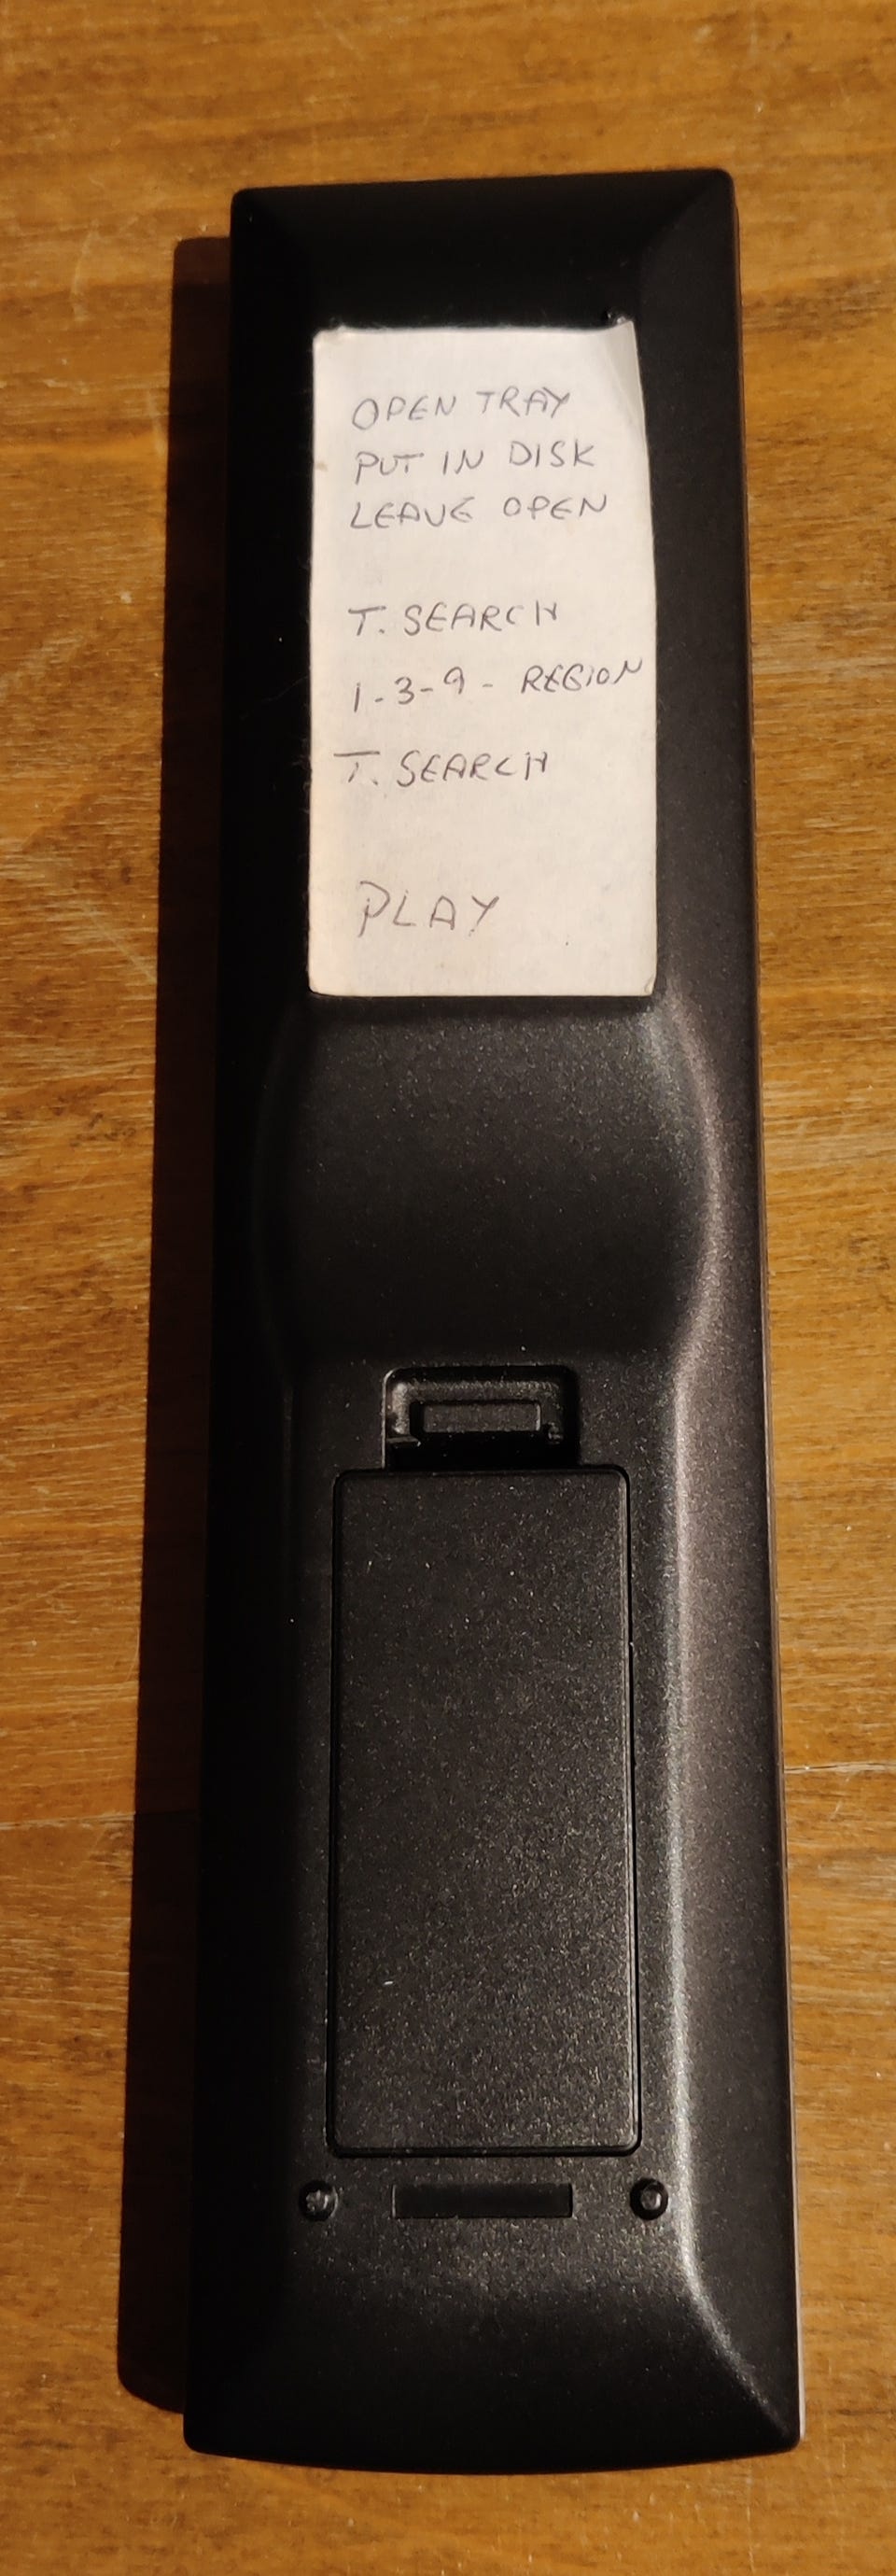 OPEN TRAY
PUT IN DISK
LEAVE OPEN
T. SEARCH
1-3-9- REGION
T. SEARCH
PLAY